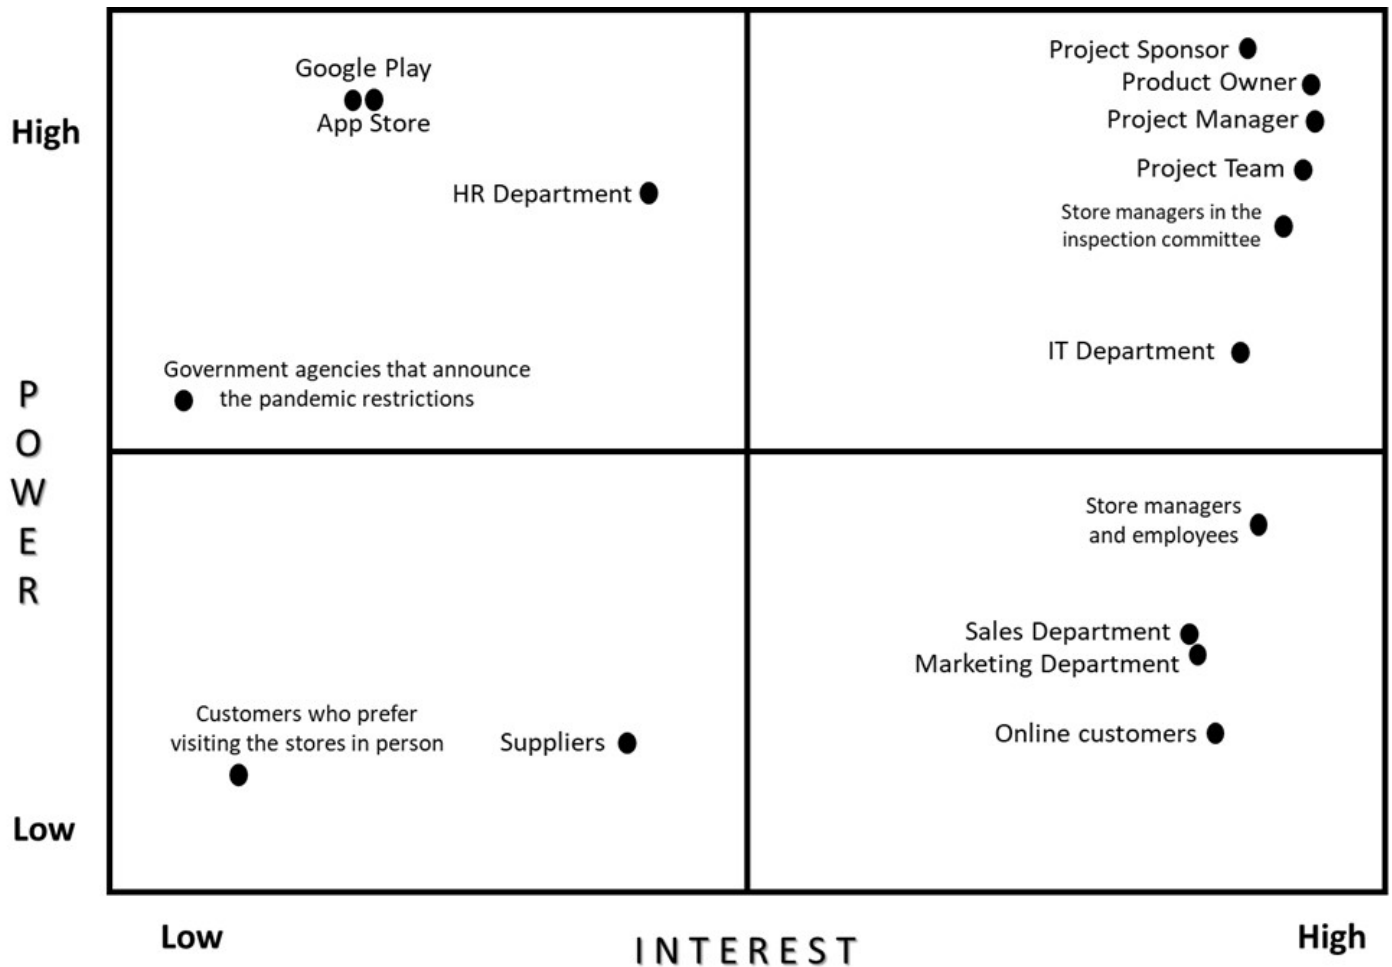 Google Play
App Store
HR Department
Government agencies that announce
the pandemic restrictions
Project Sponsor
Product Owner
Project Manager
Project Team
Store managers in the
inspection committee
IT Department
High
POWER
Low
Customers who prefer
visiting the stores in person
Suppliers
Store managers
and employees
Sales Department
Marketing Department
Online customers
Low
INTEREST
High